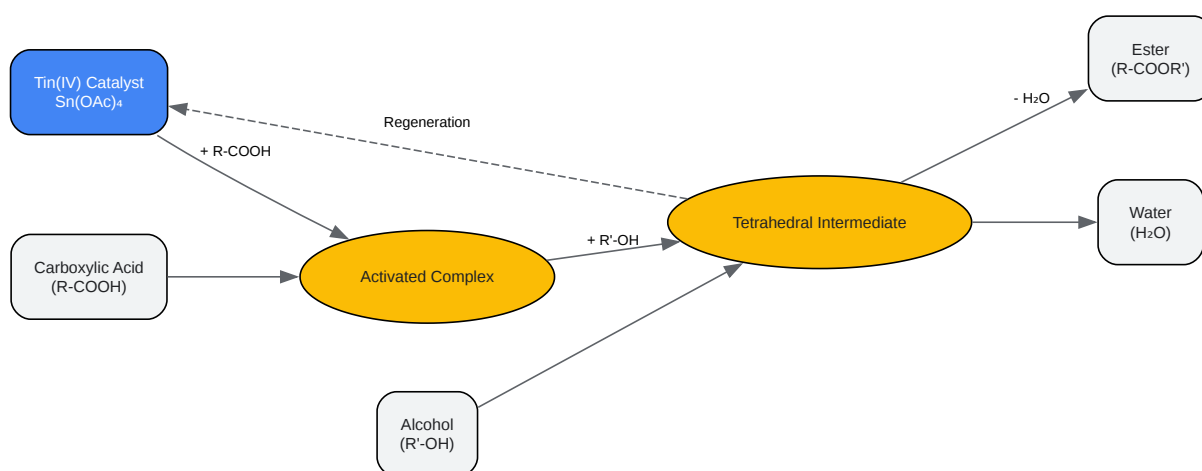 Ester
(R-COOR')
Tin(IV) Catalyst
Sn(OAc)₄
- H₂O
Regeneration
+ R-COOH
Tetrahedral Intermediate
Water
(H₂O)
+ R'-OH
Carboxylic Acid
(R-COOH)
Activated Complex
Alcohol
(R'-OH)